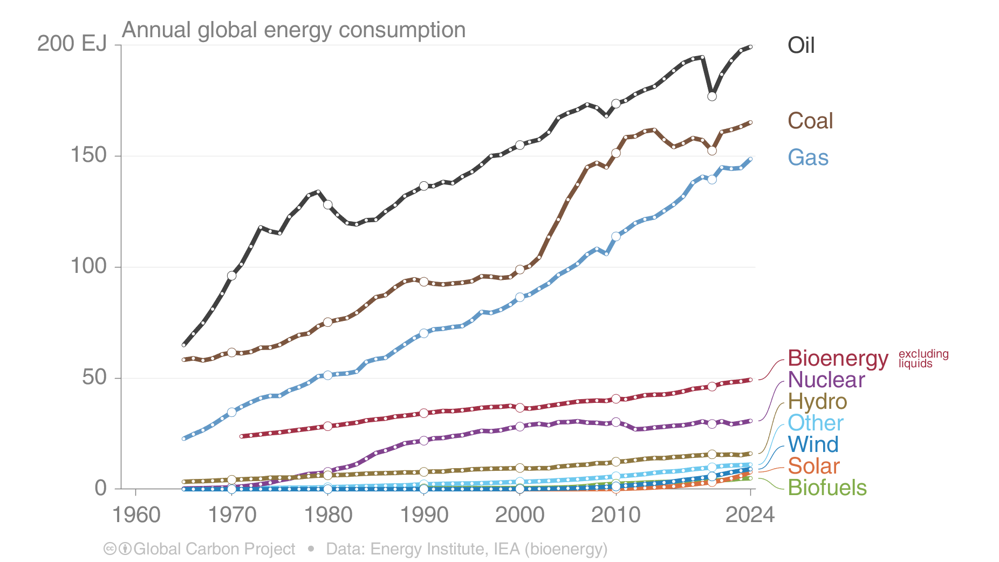 Annual global energy consumption
200 EJ
150
100
50
0
1960 1970 1980 1990 2000 2010 2024
Oil
Coal
Gas
Bioenergy excluding liquids
Nuclear
Hydro
Other
Wind
Solar
Biofuels
cc Global Carbon Project • Data: Energy Institute, IEA (bioenergy)